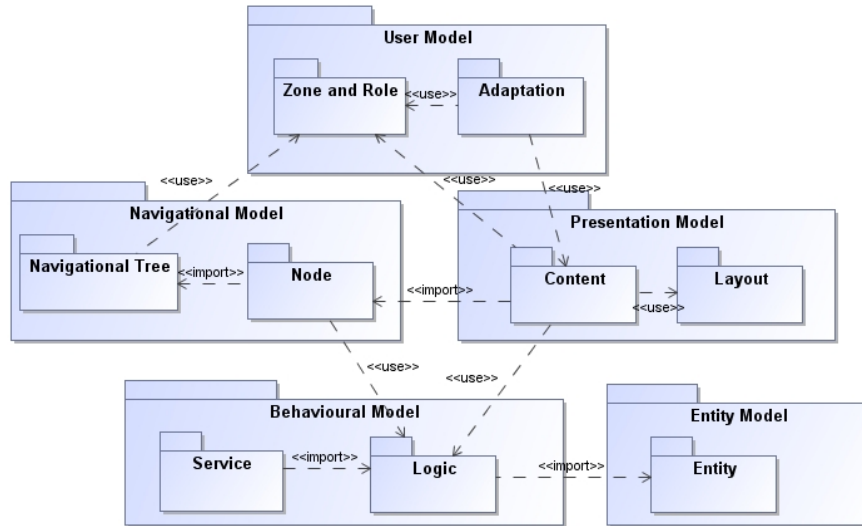 User Model
Zone and Role
<<use>>
Adaptation
<<use>>
<<use>>
<<use>>
Navigational Model
Presentation Model
Navigational Tree
<<import>>
Node
<<import>>
Content
<<use>>
Layout
<<use>>
<<use>>
Behavioural Model
Entity Model
Service
<<import>>
Logic
<<import>>
Entity